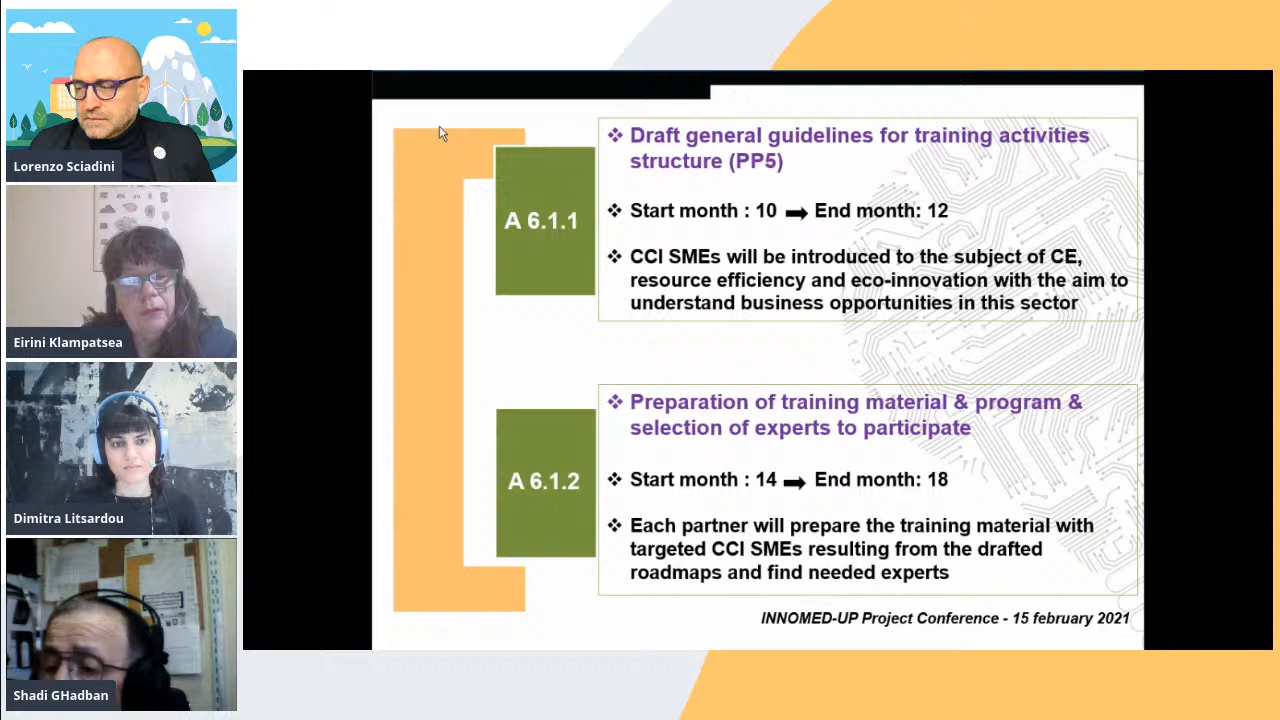 Lorenzo Sciadini
Eirini Klampatsea
Dimitra Litsardou
Shadi GHadban
A 6.1.1
❖ Draft general guidelines for training activities
structure (PP5)
❖ Start month : 10 ➡ End month: 12
❖ CCI SMEs will be introduced to the subject of CE,
resource efficiency and eco-innovation with the aim to
understand business opportunities in this sector
A 6.1.2
❖ Preparation of training material & program &
selection of experts to participate
❖ Start month : 14 ➡ End month: 18
❖ Each partner will prepare the training material with
targeted CCI SMEs resulting from the drafted
roadmaps and find needed experts
INNOMED-UP Project Conference - 15 february 2021